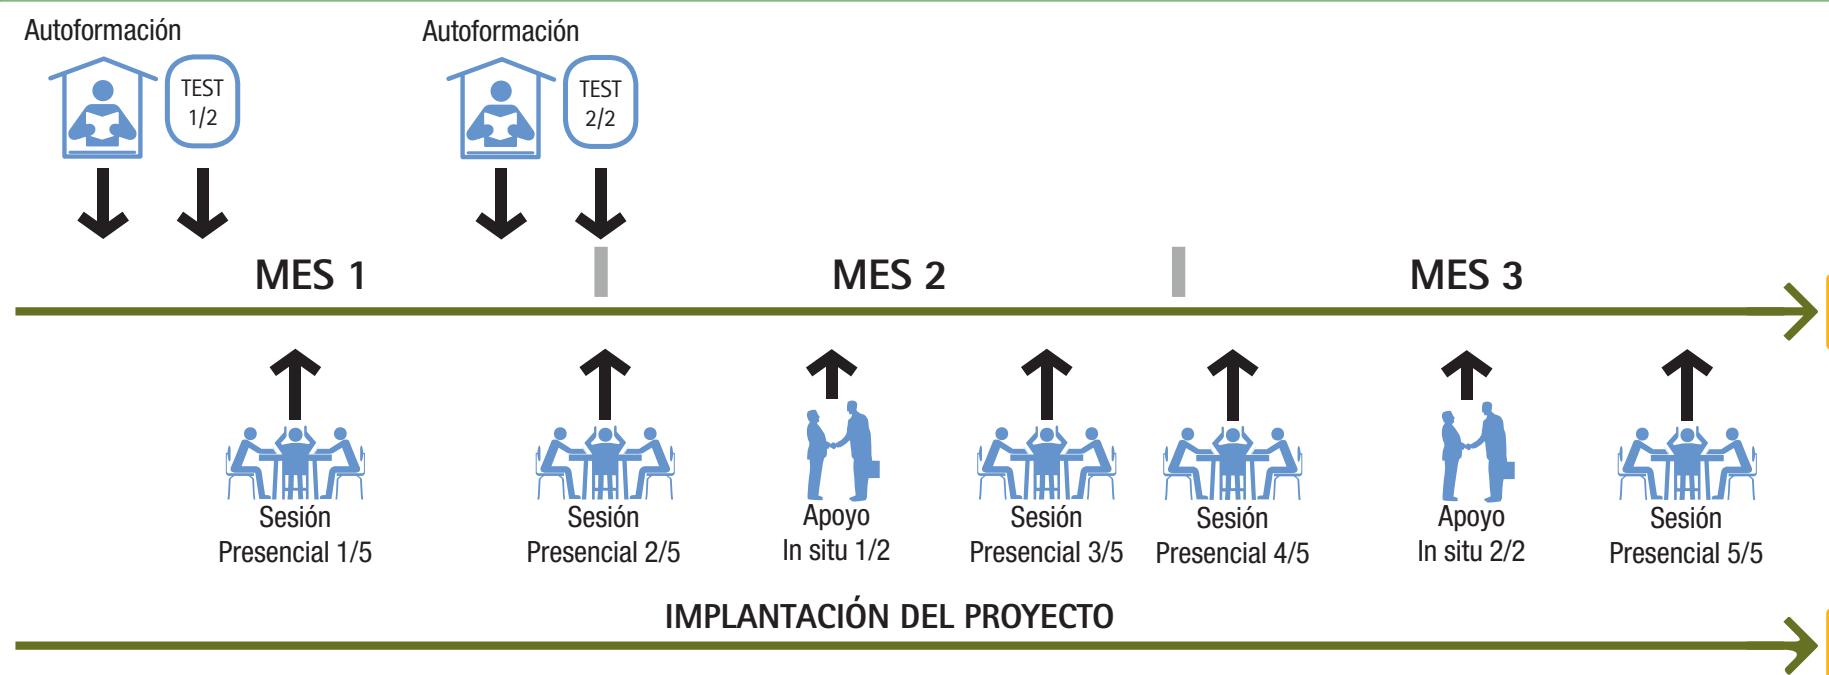 Autoformación
Autoformación
TEST
1/2
TEST
2/2
MES 1
MES 2
MES 3
Sesión
Presencial 1/5
Sesión
Presencial 2/5
Apoyo
In situ 1/2
Sesión
Presencial 3/5
Sesión
Presencial 4/5
Apoyo
In situ 2/2
Sesión
Presencial 5/5
IMPLANTACIÓN DEL PROYECTO